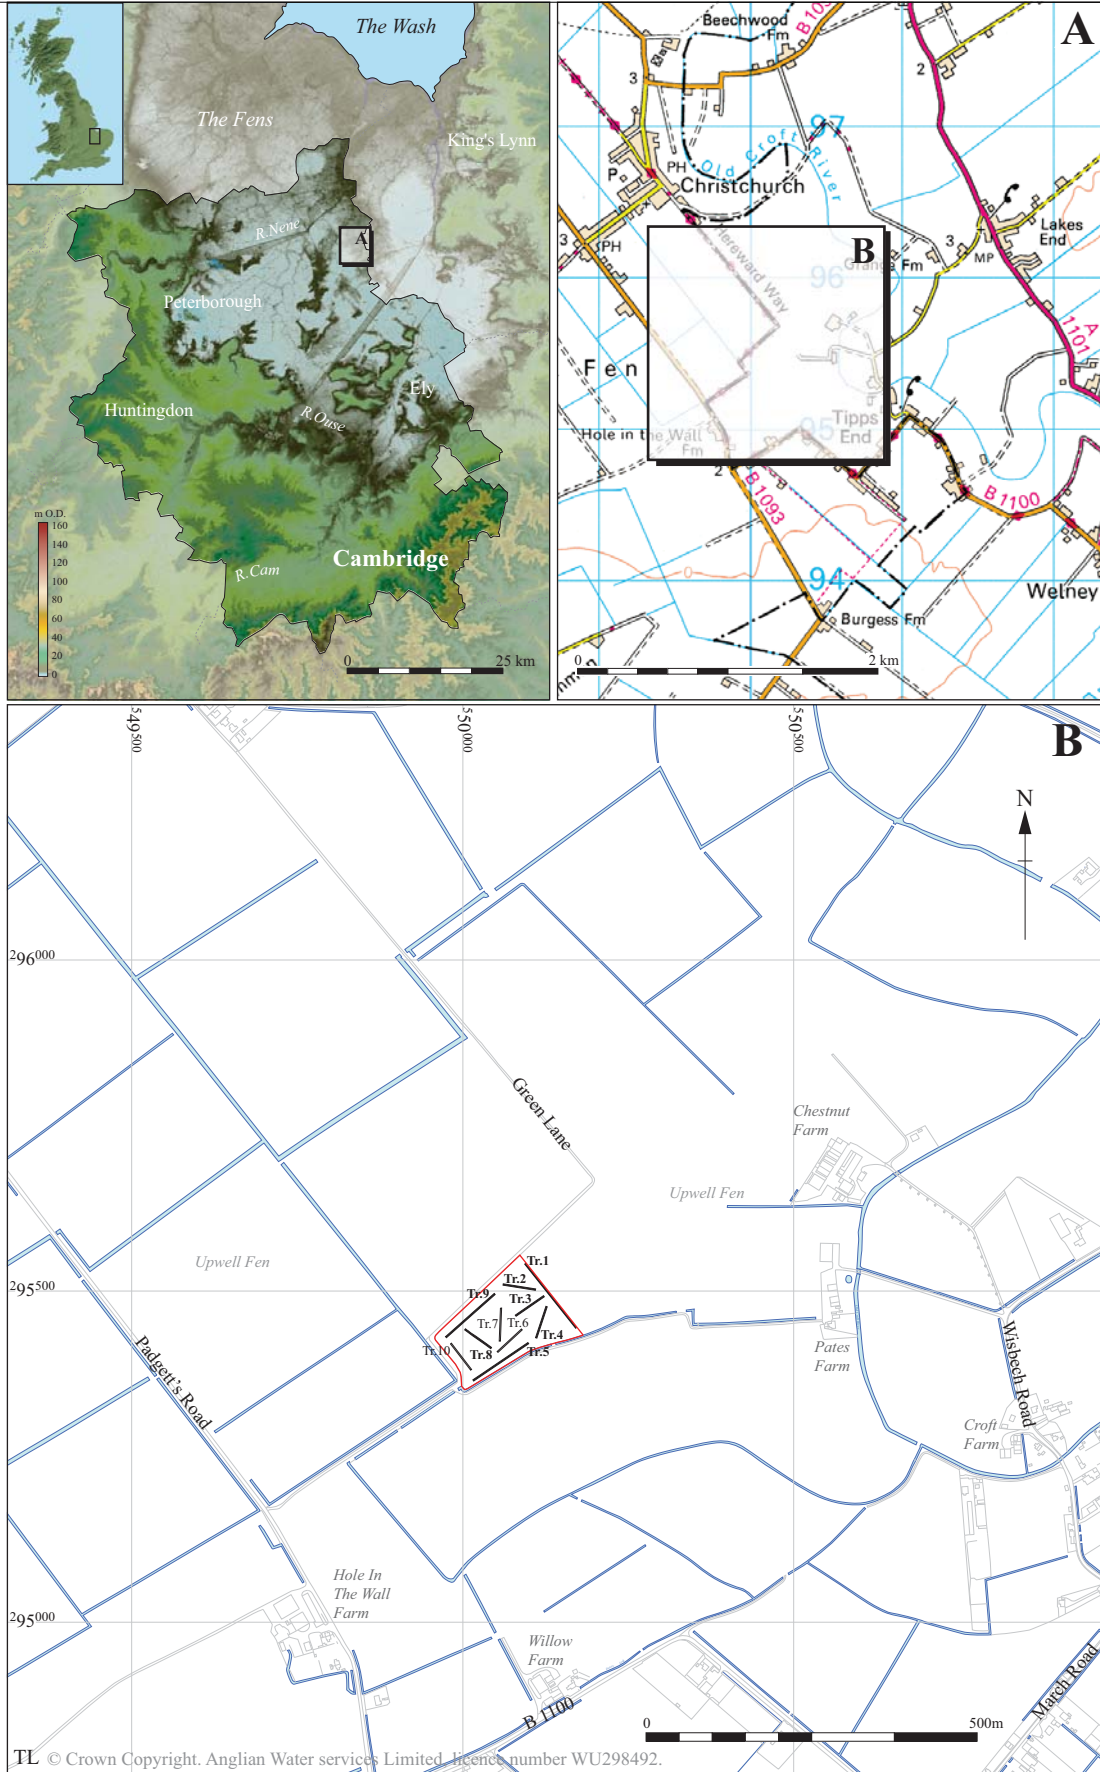 The Wash
The Fens
King's Lynn
R.Nene
A
Peterborough
Ely
Huntingdon
R.Ouse
m O.D.
160
140
120
100
80
60
40
20
0
R.Cam
Cambridge
0
25 km
A
Beechwood
Fm
3
2
97
Old Croft River
PH
P
Christchurch
Lakes
End
3
PH
3
MP
Hereward Way
B
96
Grange Fm
A 1101
Fen
95
Tipps
End
Hole in the Wall
Fm
2
B 1093
B 1100
0
94
Welney
Burgess Fm
0
2 km
49500
50000
50500
B
N
296000
Green Lane
Chestnut
Farm
Upwell Fen
Upwell Fen
Tr.1
Tr.2
295500
Tr.9
Tr.3
Tr.7
Tr.6
Tr.4
Tr.10
Tr.8
Tr.5
Pates
Farm
Padgett's Road
Wisbech Road
Croft
Farm
Hole In
The Wall
Farm
295000
Willow
Farm
March Road
B 1100
0
500m
TL © Crown Copyright. Anglian Water services Limited licence number WU298492.